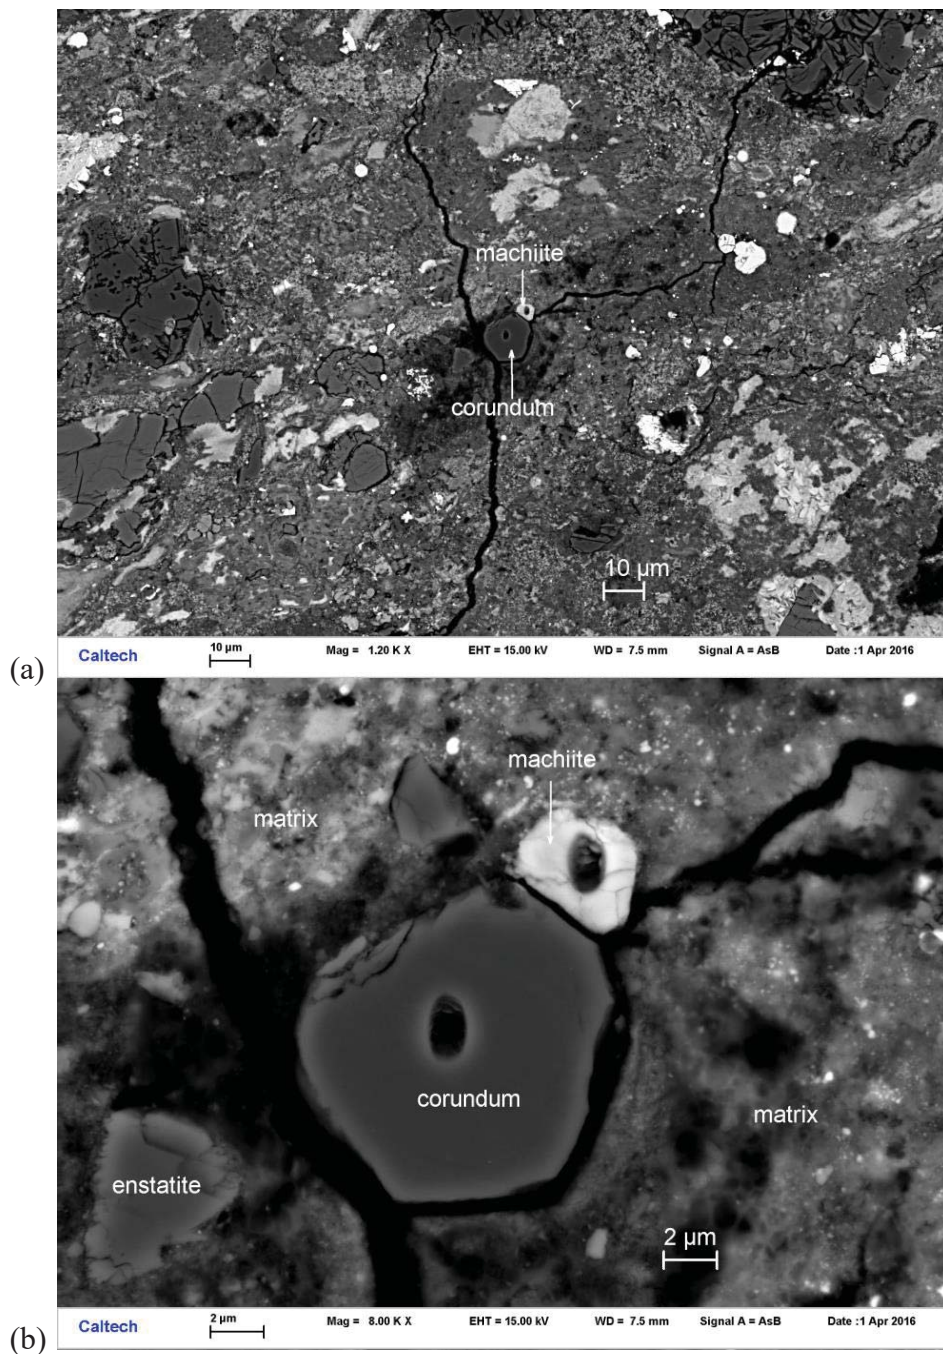 machiite
corundum
10 µm
(a)
Caltech 10 µm Mag = 1.20 K X EHT = 15.00 kV WD = 7.5 mm Signal A = AsB Date :1 Apr 2016
machiite
matrix
corundum
matrix
enstatite
2 µm
(b)
Caltech 2 µm Mag = 8.00 K X EHT = 15.00 kV WD = 7.5 mm Signal A = AsB Date :1 Apr 2016